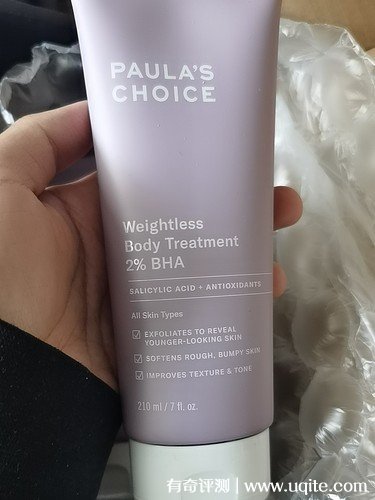 PAULA'S
CHOICE
Weightless
Body Treatment
2% BHA
SALICYLIC ACID + ANTIOXIDANTS
All Skin Types
EXFOLIATES TO REVEAL
YOUNGER-LOOKING SKIN
SOFTENS ROUGH, BUMPY SKIN
IMPROVES TEXTURE & TONE
210 ml / 7 fl. oz.
有奇评测 | www.uqite.com